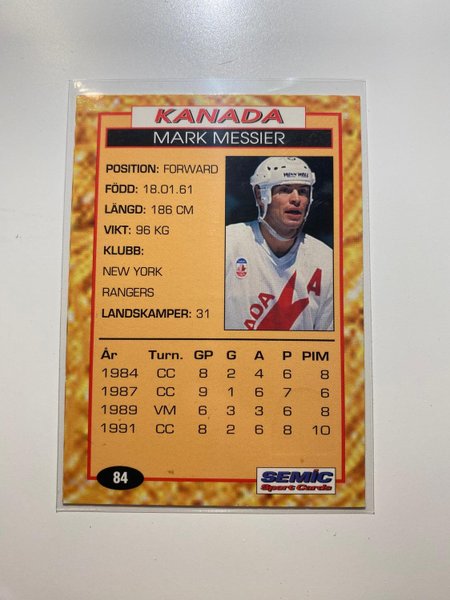 KANADA
MARK MESSIER
POSITION: FORWARD
FÖDD: 18.01.61
LÄNGD: 186 CM
VIKT: 96 KG
KLUBB:
NEW YORK
RANGERS
LANDSKAMPER: 31
ADA
A
År Turn. GP G A P PIM
1984 CC 8 2 4 6 8
1987 CC 9 1 6 7 6
1989 VM 6 3 3 6 8
1991 CC 8 2 6 8 10
84
SEMIC
Sport Cards